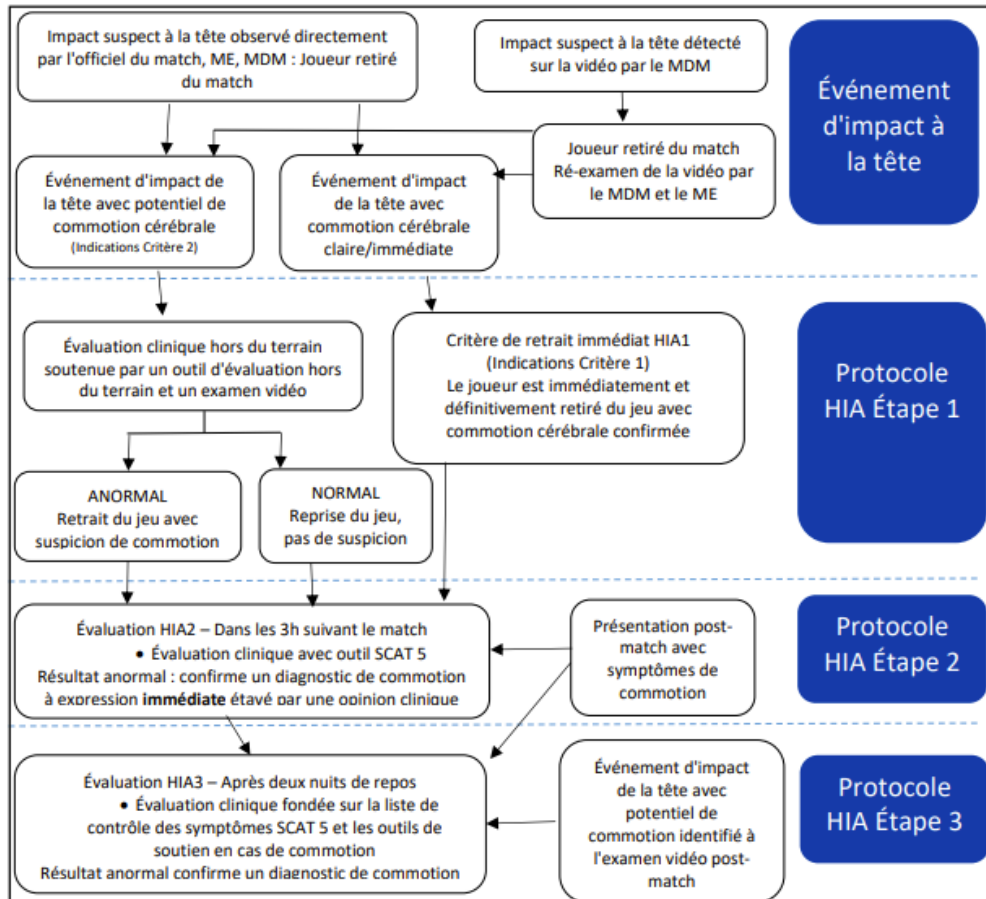 Impact suspect à la tête observé directement
par l'officiel du match, ME, MDM : Joueur retiré
du match
Impact suspect à la tête détecté
sur la vidéo par le MDM
Événement
d'impact à
la tête
Joueur retiré du match
Ré-examen de la vidéo par
le MDM et le ME
Événement d'impact de
la tête avec potentiel de
commotion cérébrale
(Indications Critère 2)
Événement d'impact
de la tête avec
commotion cérébrale
claire/immédiate
Évaluation clinique hors du terrain
soutenue par un outil d'évaluation hors
du terrain et un examen vidéo
Critère de retrait immédiat HIA1
(Indications Critère 1)
Le joueur est immédiatement et
définitivement retiré du jeu avec
commotion cérébrale confirmée
Protocole
HIA Étape 1
ANORMAL
Retrait du jeu avec
suspicion de commotion
NORMAL
Reprise du jeu,
pas de suspicion
Évaluation HIA2 – Dans les 3h suivant le match
• Évaluation clinique avec outil SCAT 5
Résultat anormal : confirme un diagnostic de commotion
à expression immédiate étayé par une opinion clinique
Présentation post-
match avec
symptômes de
commotion
Protocole
HIA Étape 2
Évaluation HIA3 – Après deux nuits de repos
• Évaluation clinique fondée sur la liste de
contrôle des symptômes SCAT 5 et les outils de
soutien en cas de commotion
Résultat anormal confirme un diagnostic de commotion
Événement d'impact
de la tête avec
potentiel de
commotion identifié à
l'examen vidéo post-
match
Protocole
HIA Étape 3